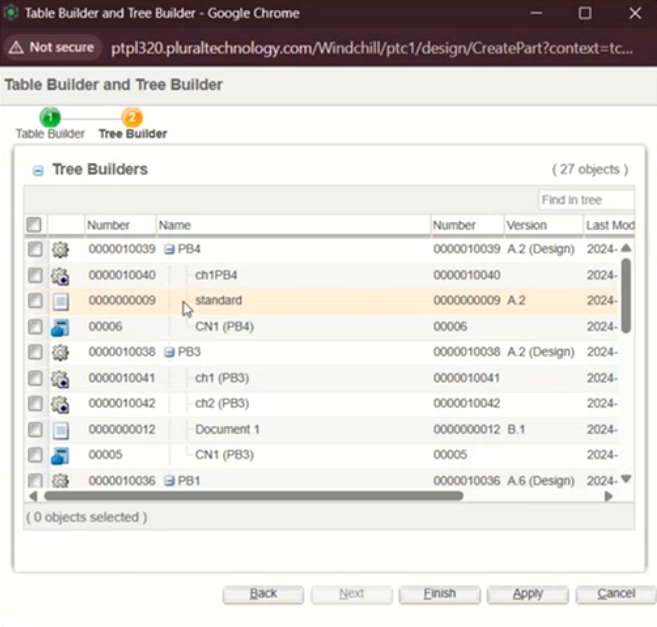 Table Builder and Tree Builder - Google Chrome
Not secure ptpl320.pluraltechnology.com/Windchill/ptc1/design/CreatePart?context=tc...
Table Builder and Tree Builder
1 2
Table Builder Tree Builder
Tree Builders ( 27 objects )
Find in tree
Number Name Number Version Last Mod
0000010039 PB4 0000010039 A.2 (Design) 2024-
0000010040 ch1PB4 0000010040 2024-
0000000009 standard 0000000009 A.2 2024-
00006 CN1 (PB4) 00006 2024-
0000010038 PB3 0000010038 A.2 (Design) 2024-
0000010041 ch1 (PB3) 0000010041 2024-
0000010042 ch2 (PB3) 0000010042 2024-
0000000012 Document 1 0000000012 B.1 2024-
00005 CN1 (PB3) 00005 2024-
0000010036 PB1 0000010036 A.6 (Design) 2024-
( 0 objects selected )
Back Next Finish Apply Cancel